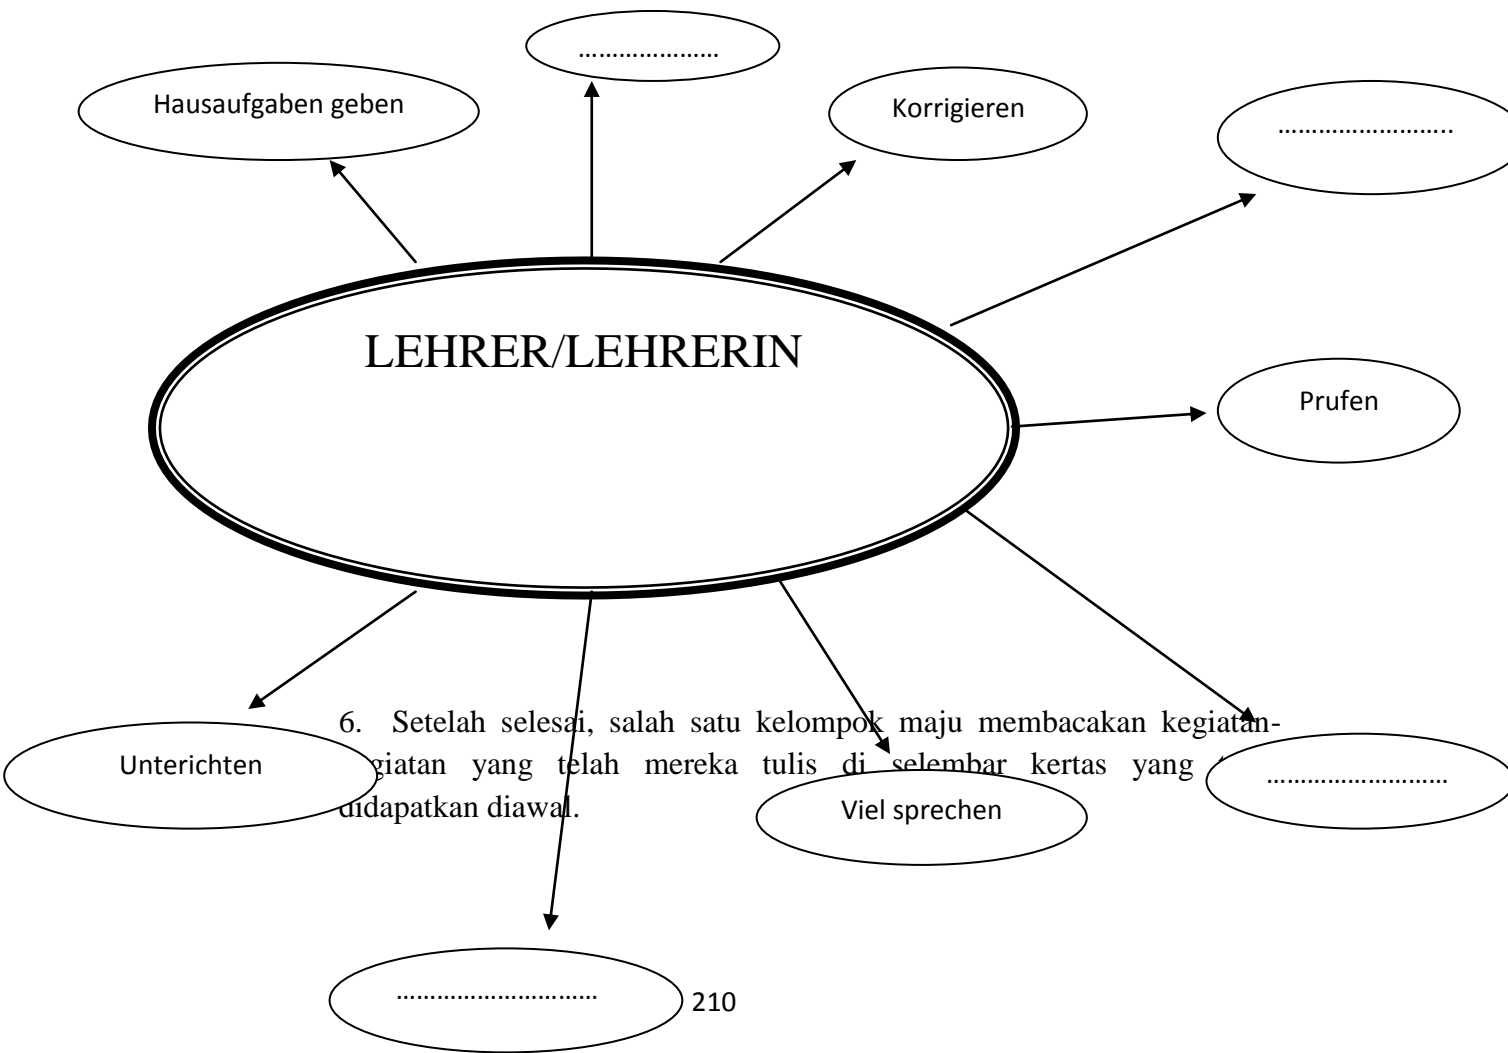 …………………
Hausaufgaben geben
Korrigieren
……………………..
LEHRER/LEHRERIN
Prufen
6. Setelah selesai, salah satu kelompok maju membacakan kegiatan-
giatan yang telah mereka tulis di selembar kertas yang
didapatkan diawal.
Unterichten
Viel sprechen
………………………
…………………………
210